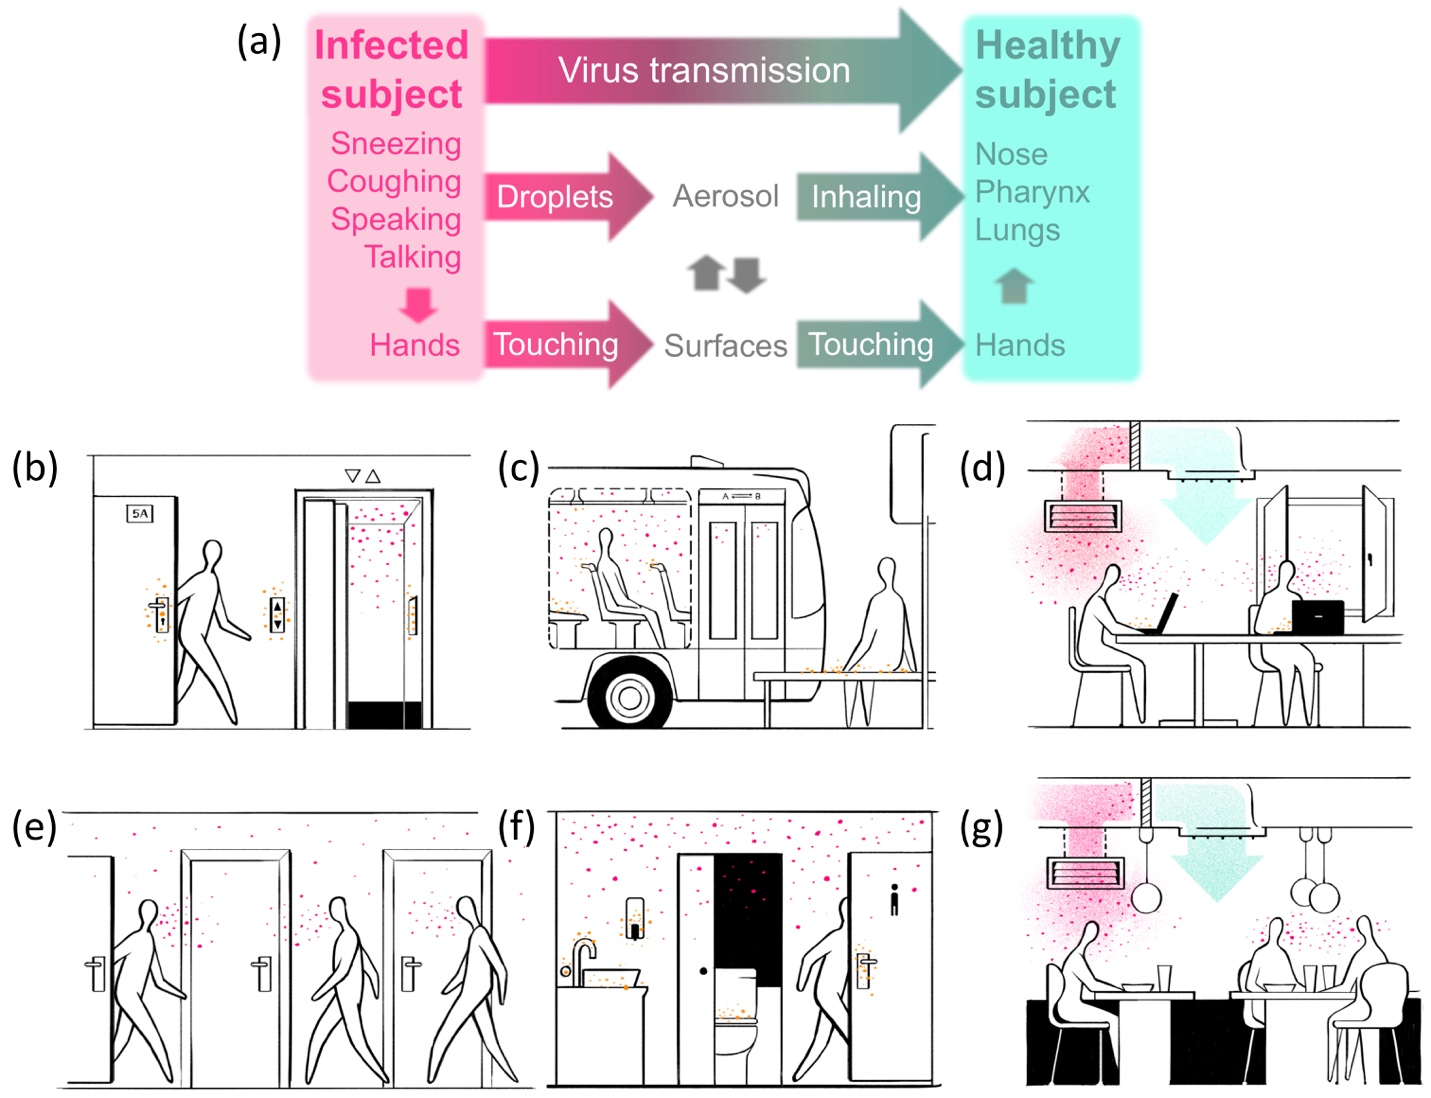 (a)
Infected
subject
Virus transmission
Healthy
subject
Sneezing
Coughing
Speaking
Talking
Droplets
Aerosol
Inhaling
Nose
Pharynx
Lungs
Hands
Touching
Surfaces
Touching
Hands
(b)
5A
(c)
A B
(d)
(e)
(f)
(g)